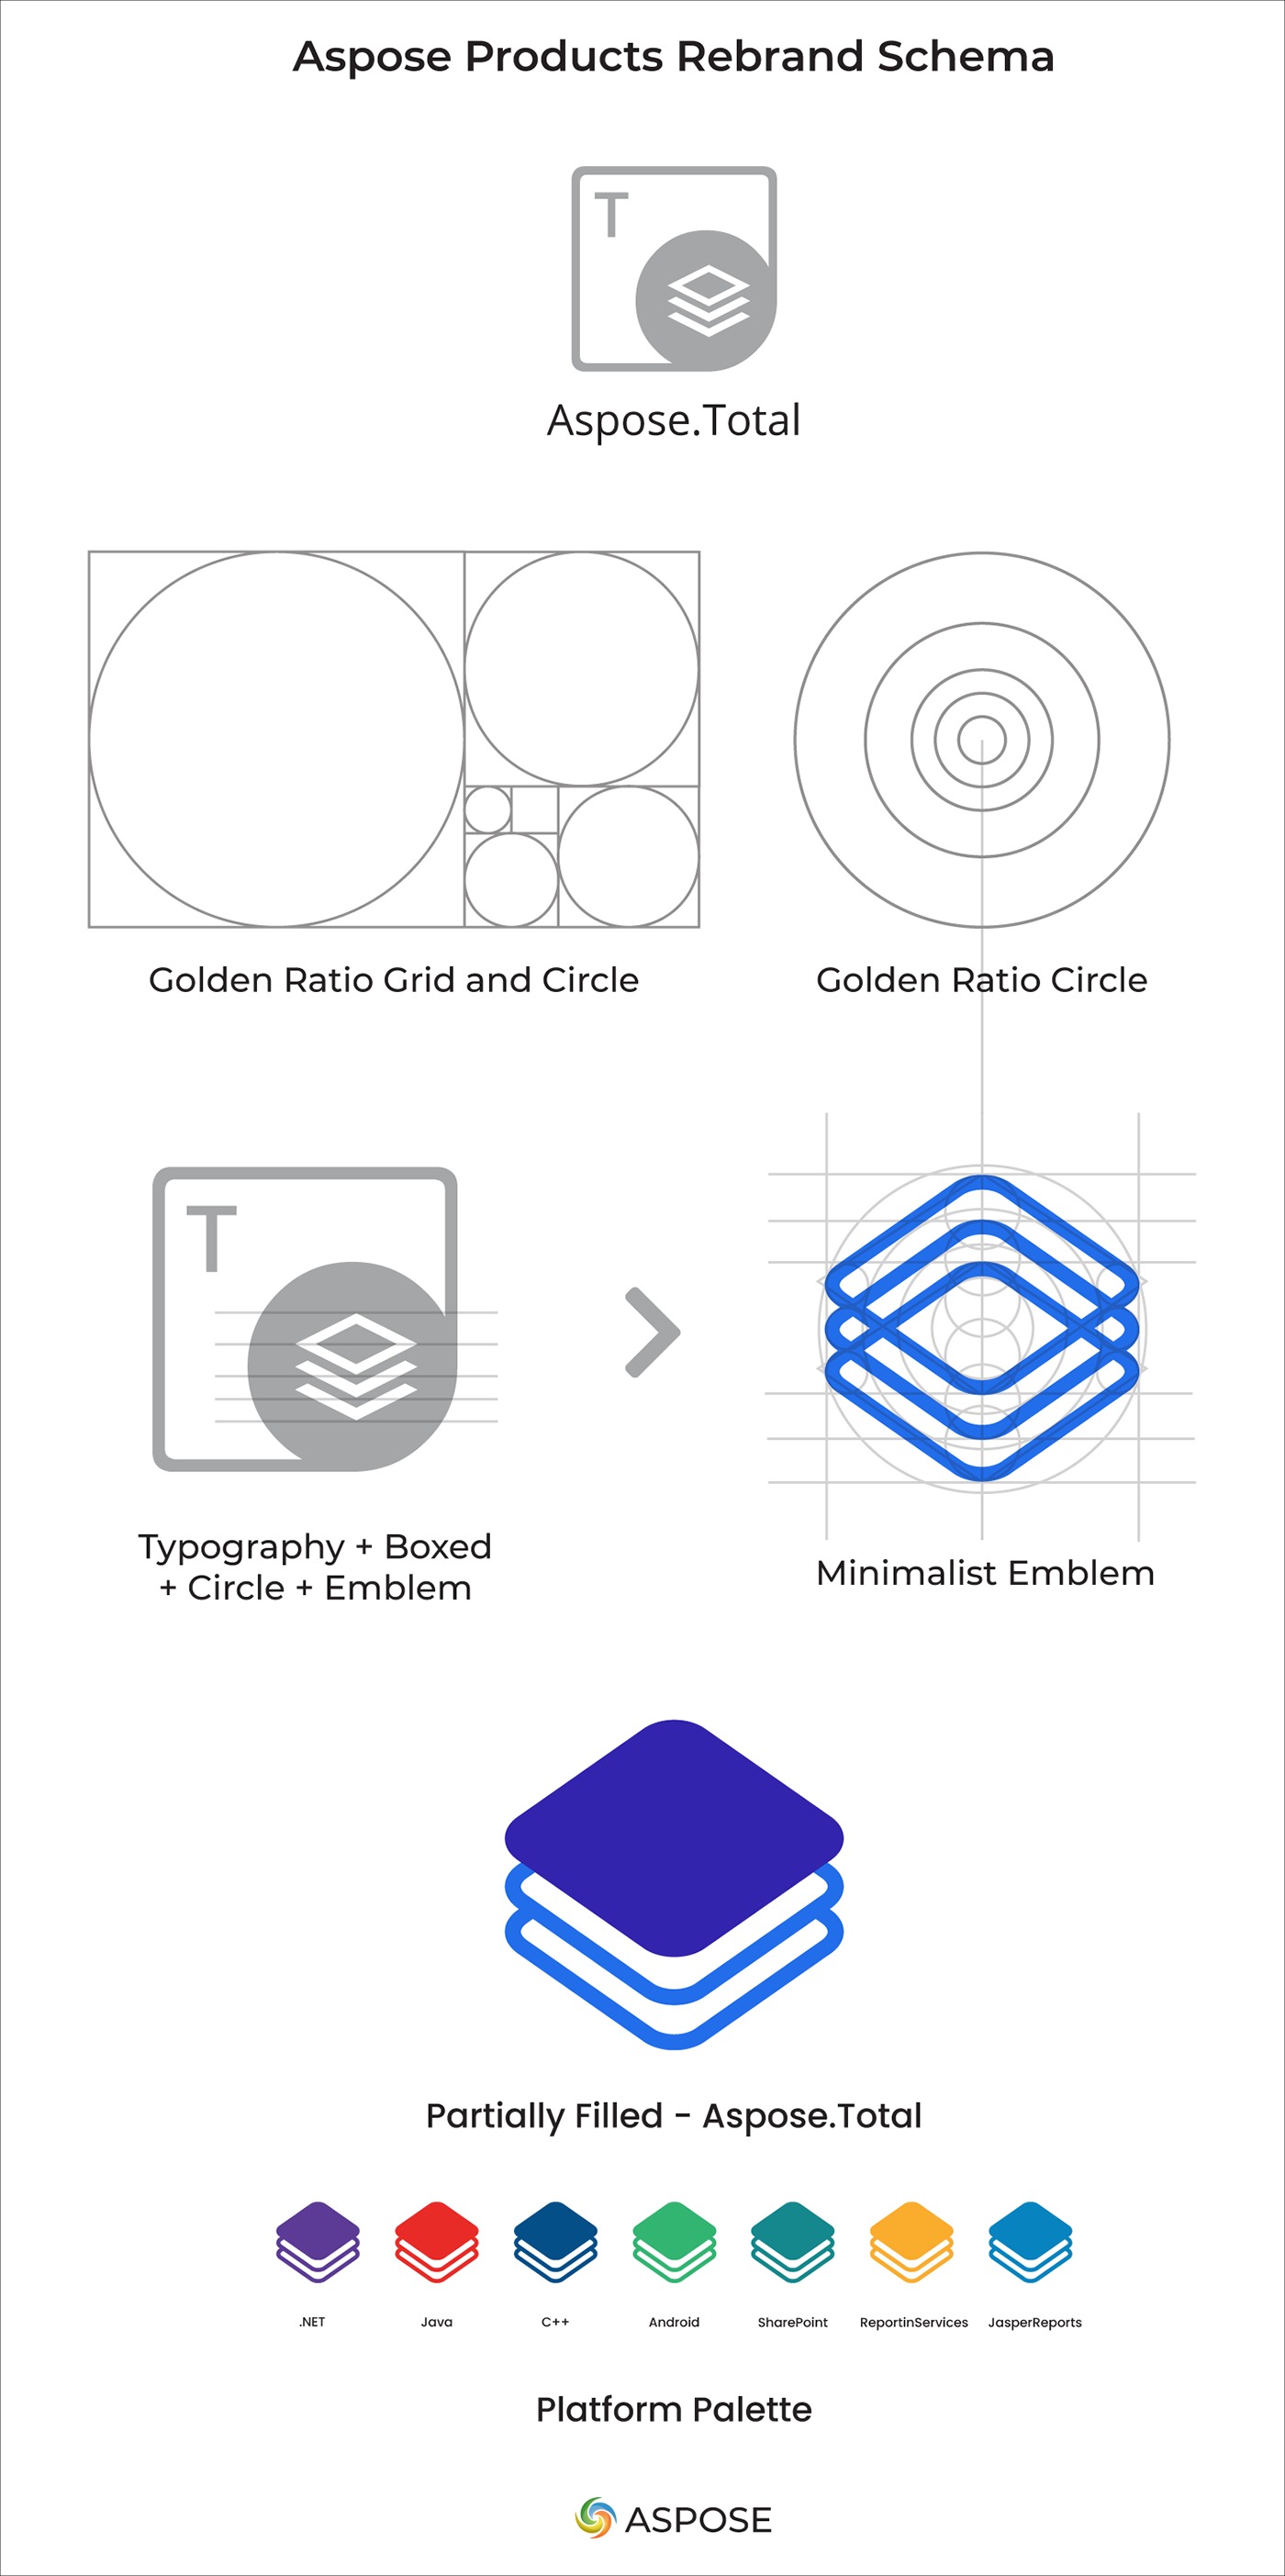 Aspose Products Rebrand Schema
T
Aspose.Total
Golden Ratio Grid and Circle
Golden Ratio Circle
T
Typography + Boxed
+ Circle + Emblem
Minimalist Emblem
Partially Filled - Aspose.Total
.NET
Java
C++
Android
SharePoint
ReportinServices
JasperReports
Platform Palette
ASPOSE